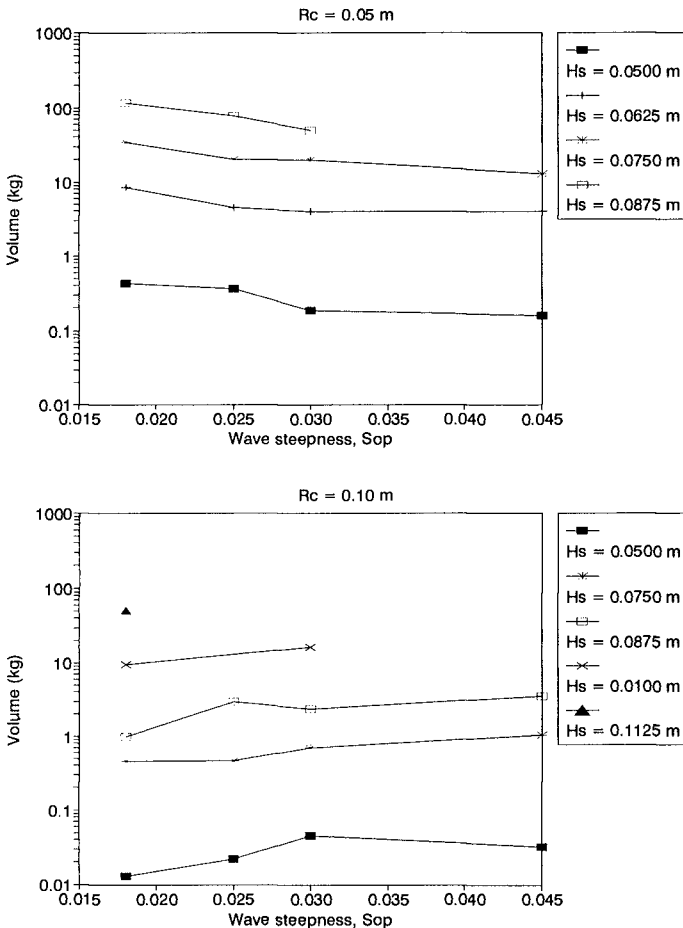 Rc = 0.05 m
1000
100
10
1
0.1
0.01
Volume (kg)
0.015 0.020 0.025 0.030 0.035 0.040 0.045
Wave steepness, Sop
Hs = 0.0500 m
Hs = 0.0625 m
Hs = 0.0750 m
Hs = 0.0875 m
Rc = 0.10 m
1000
100
10
1
0.1
0.01
Volume (kg)
0.015 0.020 0.025 0.030 0.035 0.040 0.045
Wave steepness, Sop
Hs = 0.0500 m
Hs = 0.0750 m
Hs = 0.0875 m
Hs = 0.0100 m
Hs = 0.1125 m